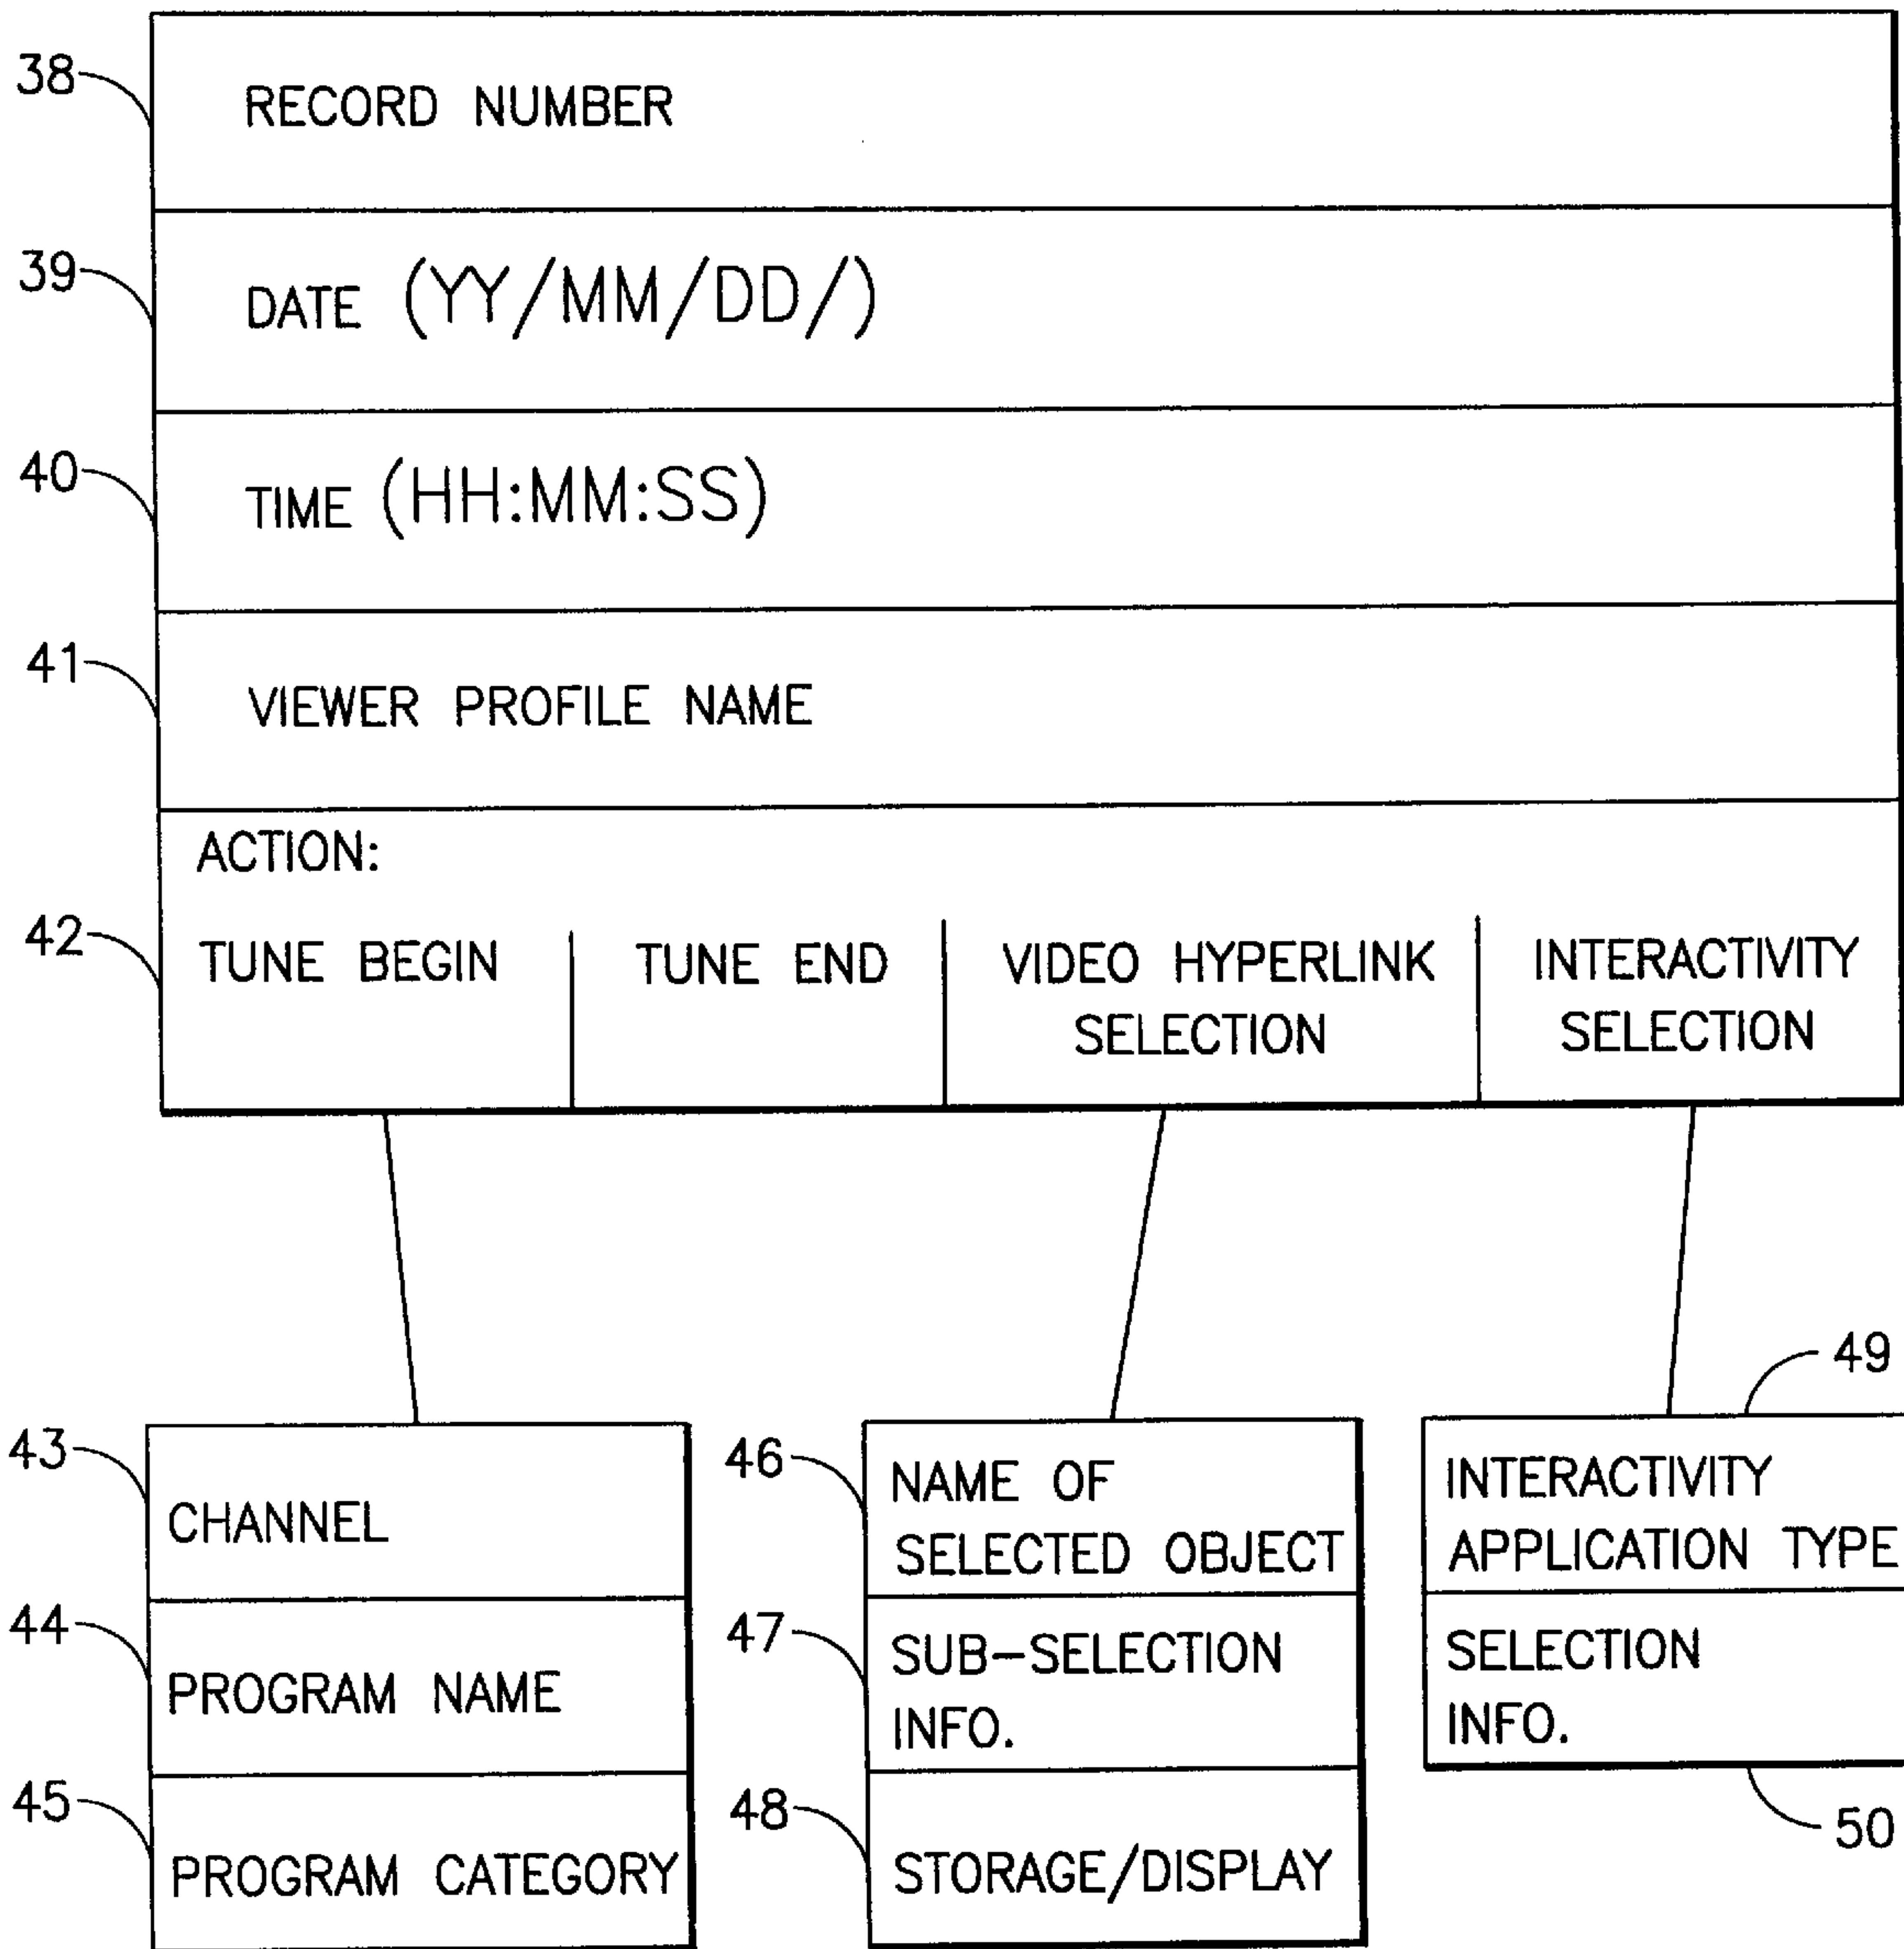 38
RECORD NUMBER
39
DATE (YY/MM/DD/)
40
TIME (HH:MM:SS)
41
VIEWER PROFILE NAME
ACTION:
42
TUNE BEGIN
TUNE END
VIDEO HYPERLINK
SELECTION
INTERACTIVITY
SELECTION
43
CHANNEL
44
PROGRAM NAME
45
PROGRAM CATEGORY
46
NAME OF
SELECTED OBJECT
47
SUB-SELECTION
INFO.
48
STORAGE/DISPLAY
49
INTERACTIVITY
APPLICATION TYPE
SELECTION
INFO.
50